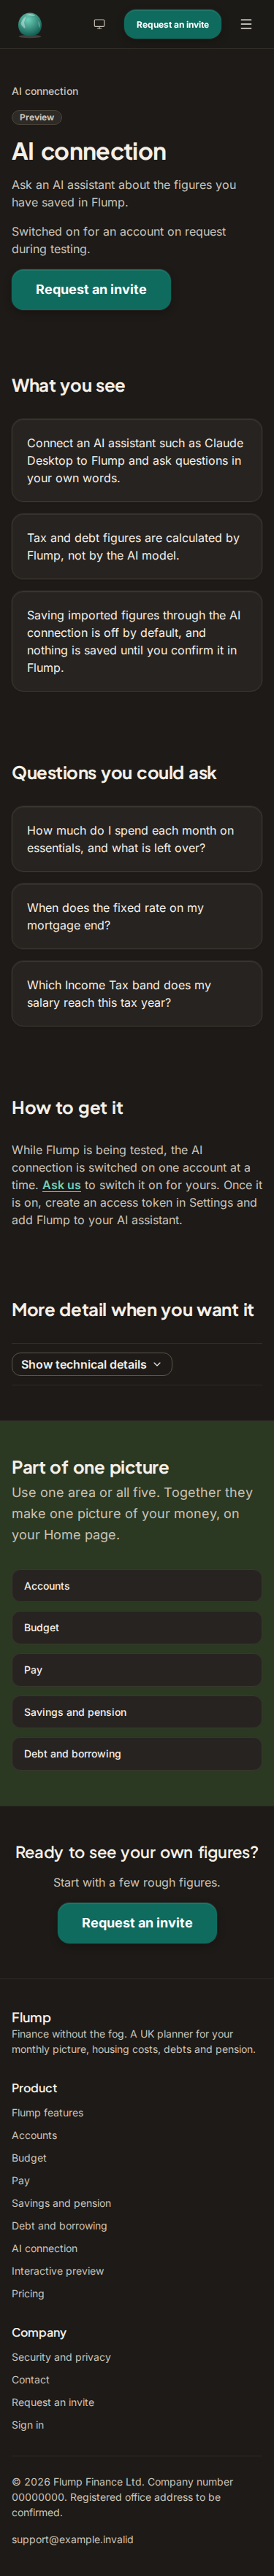 Request an invite
AI connection
Preview
AI connection
Ask an AI assistant about the figures you
have saved in Flump.
Switched on for an account on request
during testing.
Request an invite
What you see
Connect an AI assistant such as Claude
Desktop to Flump and ask questions in
your own words.
Tax and debt figures are calculated by
Flump, not by the AI model.
Saving imported figures through the AI
connection is off by default, and
nothing is saved until you confirm it in
Flump.
Questions you could ask
How much do I spend each month on
essentials, and what is left over?
When does the fixed rate on my
mortgage end?
Which Income Tax band does my
salary reach this tax year?
How to get it
While Flump is being tested, the AI
connection is switched on one account at a
time. Ask us to switch it on for yours. Once it
is on, create an access token in Settings and
add Flump to your AI assistant.
More detail when you want it
Show technical details
Part of one picture
Use one area or all five. Together they
make one picture of your money, on
your Home page.
Accounts
Budget
Pay
Savings and pension
Debt and borrowing
Ready to see your own figures?
Start with a few rough figures.
Request an invite
Flump
Finance without the fog. A UK planner for your
monthly picture, housing costs, debts and pension.
Product
Flump features
Accounts
Budget
Pay
Savings and pension
Debt and borrowing
AI connection
Interactive preview
Pricing
Company
Security and privacy
Contact
Request an invite
Sign in
© 2026 Flump Finance Ltd. Company number
00000000. Registered office address to be
confirmed.
support@example.invalid